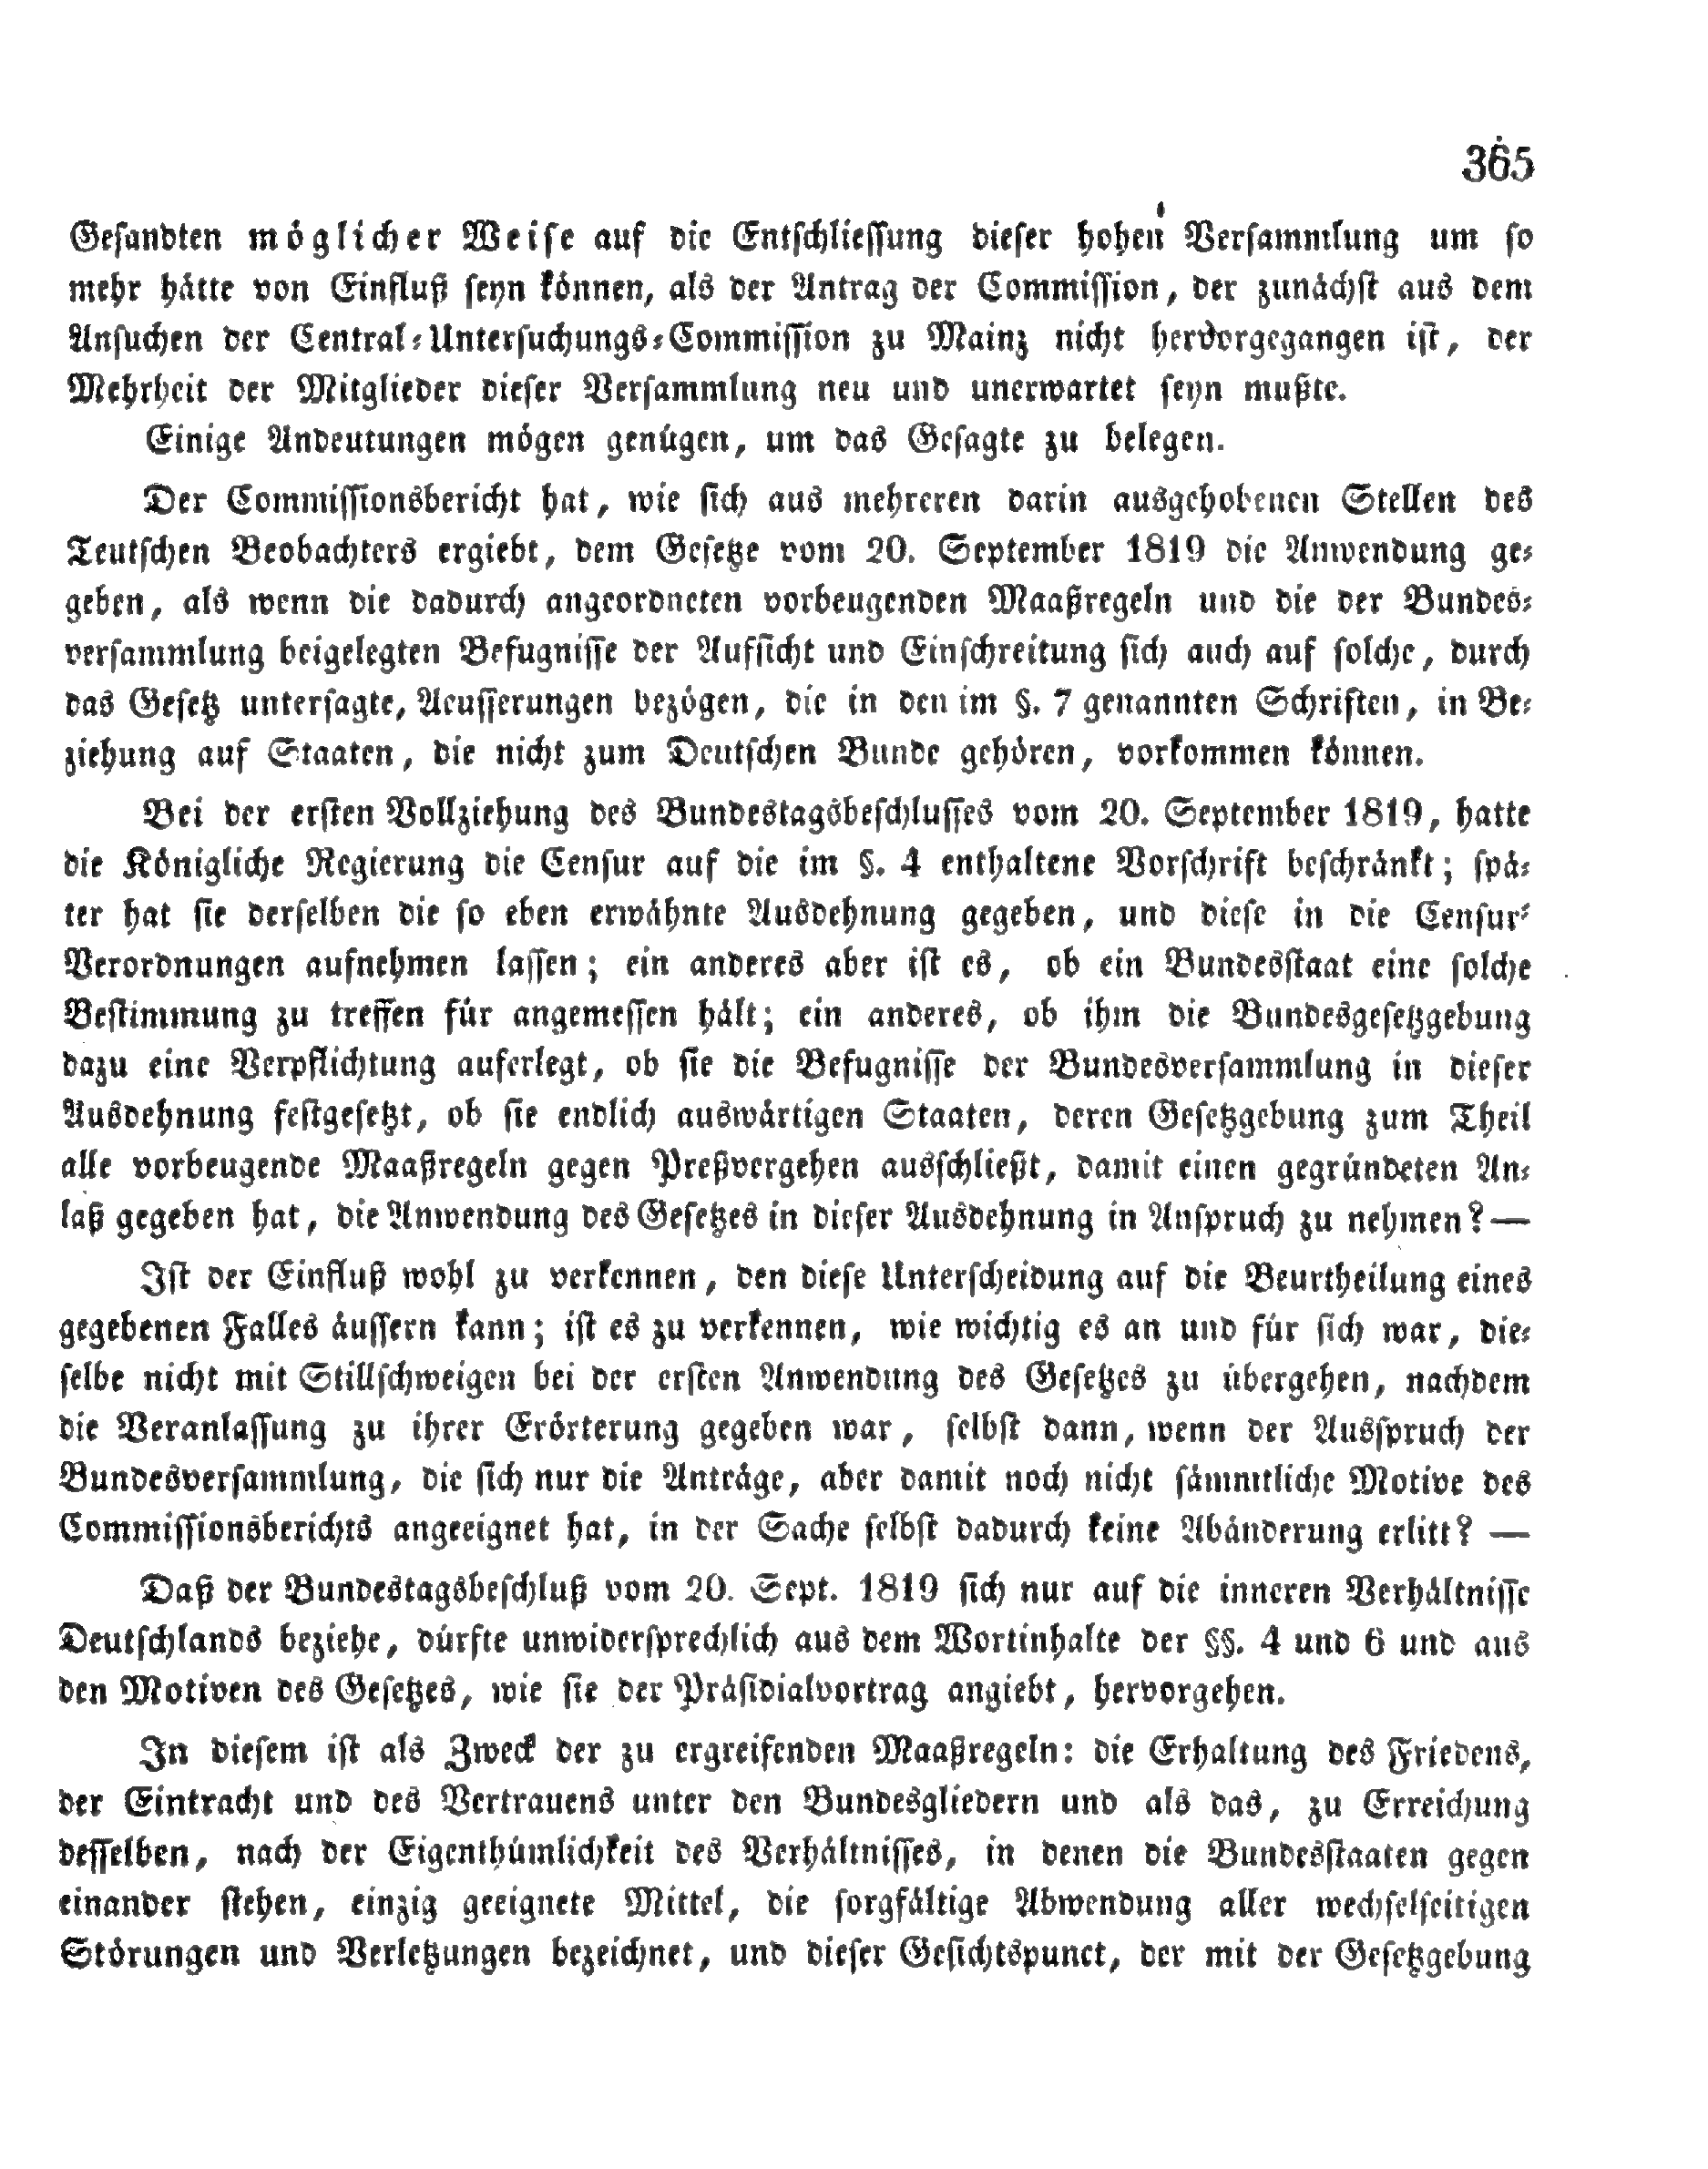 365
Gesandten möglicher Weise auf die Entschliessung dieser hohen Versammlung um so
mehr hätte von Einfluß seyn können, als der Antrag der Commission, der zunächst aus dem
Ansuchen der Central-Untersuchungs-Commission zu Mainz nicht hervorgegangen ist, der
Mehrheit der Mitglieder dieser Versammlung neu und unerwartet seyn mußte.
Einige Andeutungen mögen genügen, um das Gesagte zu belegen.
Der Commissionsbericht hat, wie sich aus mehreren darin ausgehobenen Stellen des
Teutschen Beobachters ergiebt, dem Gesetze vom 20. September 1819 die Anwendung ge-
geben, als wenn die dadurch angeordneten vorbeugenden Maaßregeln und die der Bundes-
versammlung beigelegten Befugnisse der Aufsicht und Einschreitung sich auch auf solche, durch
das Gesetz untersagte, Aeusserungen bezögen, die in den im §. 7 genannten Schriften, in Be-
ziehung auf Staaten, die nicht zum Deutschen Bunde gehören, vorkommen können.
Bei der ersten Vollziehung des Bundestagsbeschlusses vom 20. September 1819, hatte
die Königliche Regierung die Censur auf die im §. 4 enthaltene Vorschrift beschränkt; spä-
ter hat sie derselben die so eben erwähnte Ausdehnung gegeben, und diese in die Censur-
Verordnungen aufnehmen lassen; ein anderes aber ist es, ob ein Bundesstaat eine solche
Bestimmung zu treffen für angemessen hält; ein anderes, ob ihm die Bundesgesetzgebung
dazu eine Verpflichtung auferlegt, ob sie die Befugnisse der Bundesversammlung in dieser
Ausdehnung festgesetzt, ob sie endlich auswärtigen Staaten, deren Gesetzgebung zum Theil
alle vorbeugende Maaßregeln gegen Preßvergehen ausschließt, damit einen gegründeten An-
laß gegeben hat, die Anwendung des Gesetzes in dieser Ausdehnung in Anspruch zu nehmen? —
Ist der Einfluß wohl zu verkennen, den diese Unterscheidung auf die Beurtheilung eines
gegebenen Falles äussern kann; ist es zu verkennen, wie wichtig es an und für sich war, die-
selbe nicht mit Stillschweigen bei der ersten Anwendung des Gesetzes zu übergehen, nachdem
die Veranlassung zu ihrer Erörterung gegeben war, selbst dann, wenn der Ausspruch der
Bundesversammlung, die sich nur die Anträge, aber damit noch nicht sämmtliche Motive des
Commissionsberichts angeeignet hat, in der Sache selbst dadurch keine Abänderung erlitt? —
Daß der Bundestagsbeschluß vom 20. Sept. 1819 sich nur auf die inneren Verhältnisse
Deutschlands beziehe, dürfte unwidersprechlich aus dem Wortinhalte der §§. 4 und 6 und aus
den Motiven des Gesetzes, wie sie der Präsidialvortrag angiebt, hervorgehen.
In diesem ist als Zweck der zu ergreifenden Maaßregeln: die Erhaltung des Friedens,
der Eintracht und des Vertrauens unter den Bundesgliedern und als das, zu Erreichung
desselben, nach der Eigenthümlichkeit des Verhältnisses, in denen die Bundesstaaten gegen
einander stehen, einzig geeignete Mittel, die sorgfältige Abwendung aller wechselseitigen
Störungen und Verletzungen bezeichnet, und dieser Gesichtspunct, der mit der Gesetzgebung